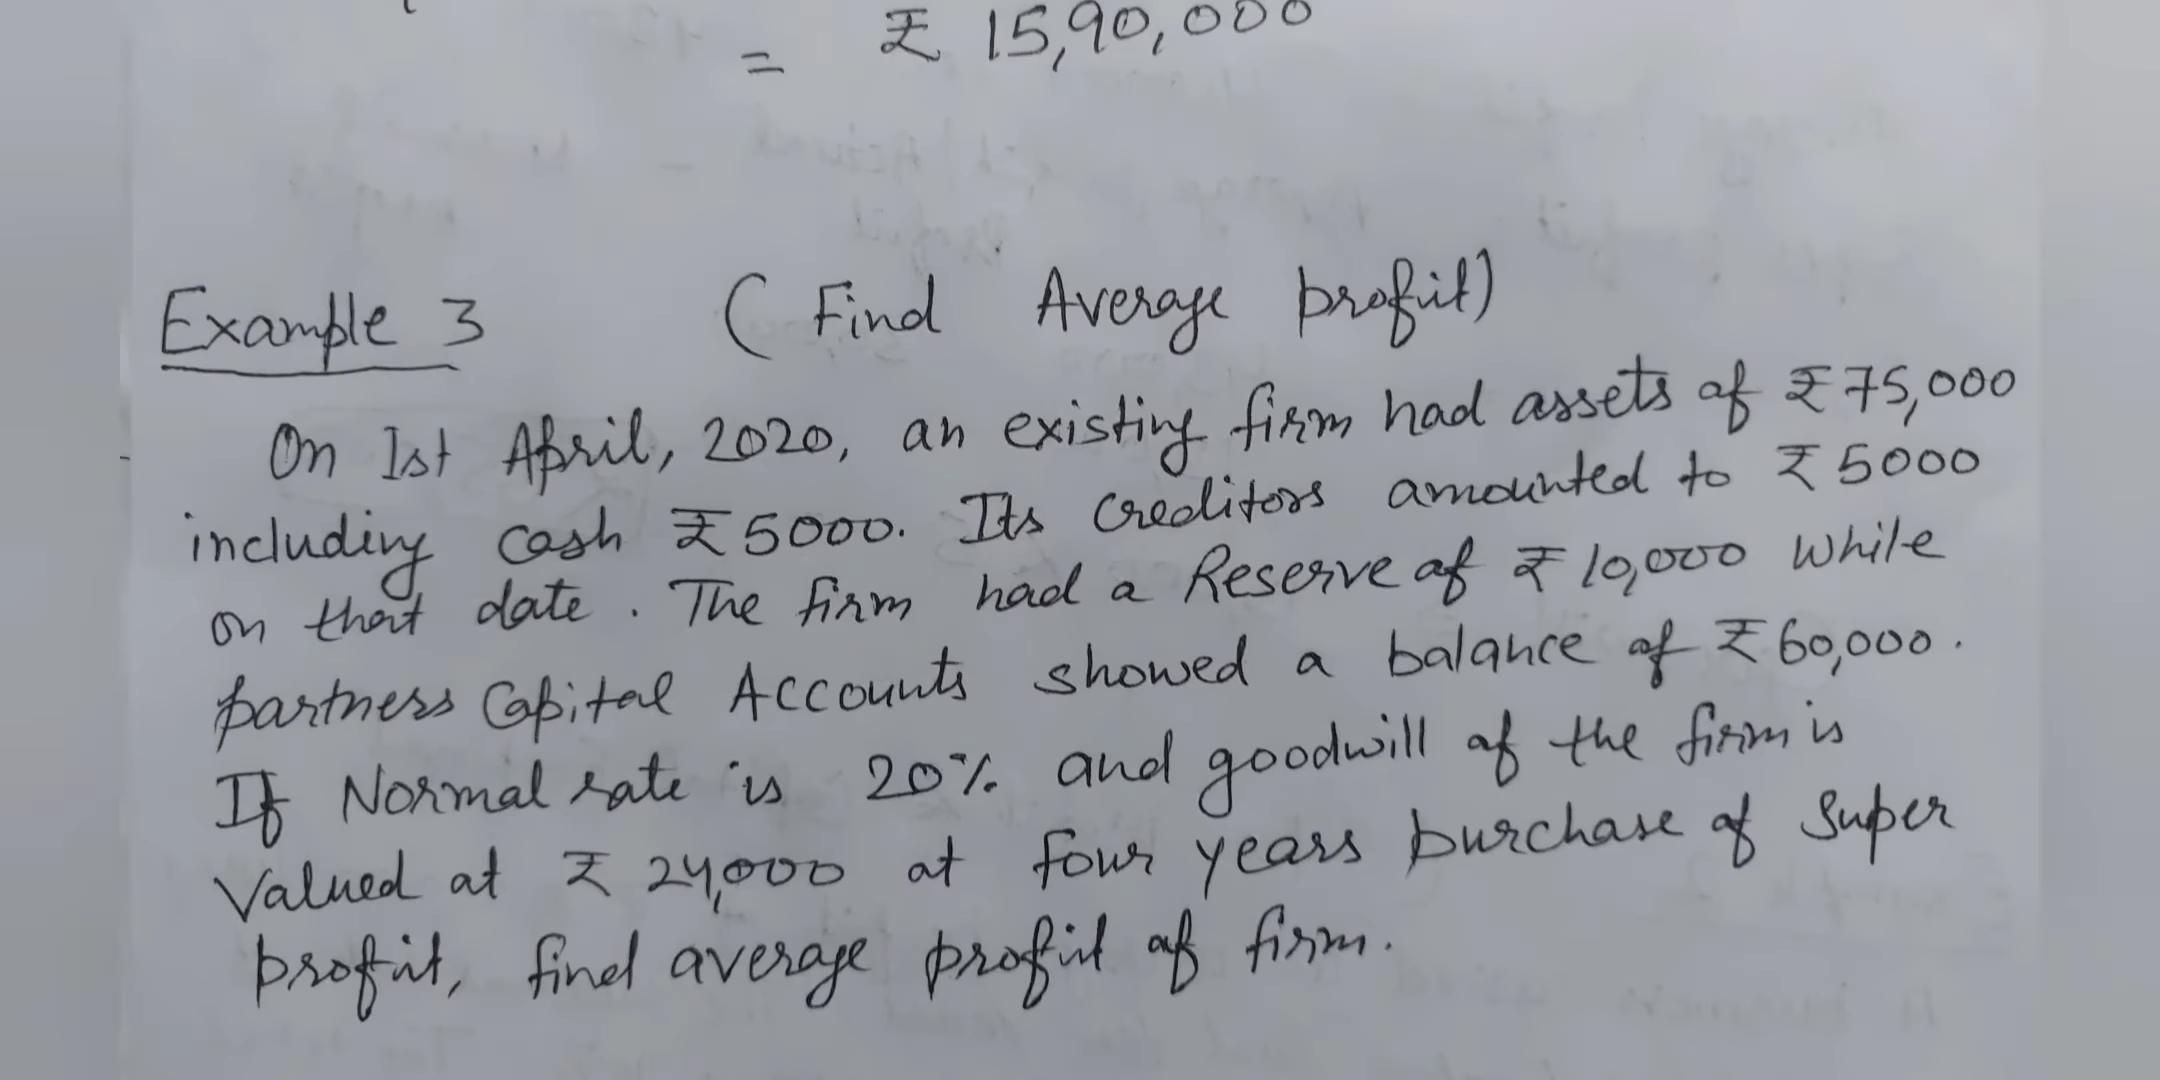 = ₹ 15,90,000
Example 3 ( Find Average profit)
On 1st April, 2020, an existing firm had assets of ₹75,000
including cash ₹5000. Its creditors amounted to ₹5000
on that date. The firm had a Reserve of ₹10,000 while
partners Capital Accounts showed a balance of ₹60,000.
If Normal rate is 20% and goodwill of the firm is
Valued at ₹ 24,000 at four years purchase of Super
profit, find average profit of firm.